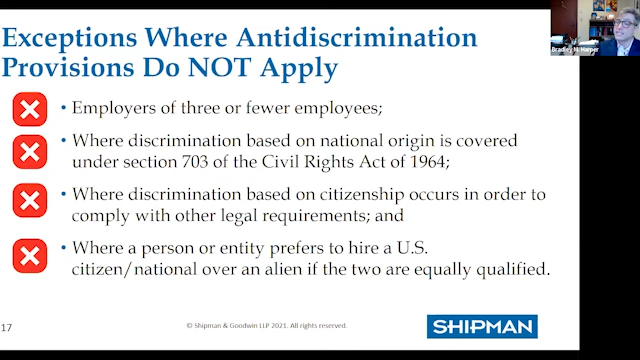 Exceptions Where Antidiscrimination
Provisions Do NOT Apply
• Employers of three or fewer employees;
• Where discrimination based on national origin is covered
under section 703 of the Civil Rights Act of 1964;
• Where discrimination based on citizenship occurs in order to
comply with other legal requirements; and
• Where a person or entity prefers to hire a U.S.
citizen/national over an alien if the two are equally qualified.
17
© Shipman & Goodwin LLP 2021. All rights reserved.
SHIPMAN
Bradley N. Harper